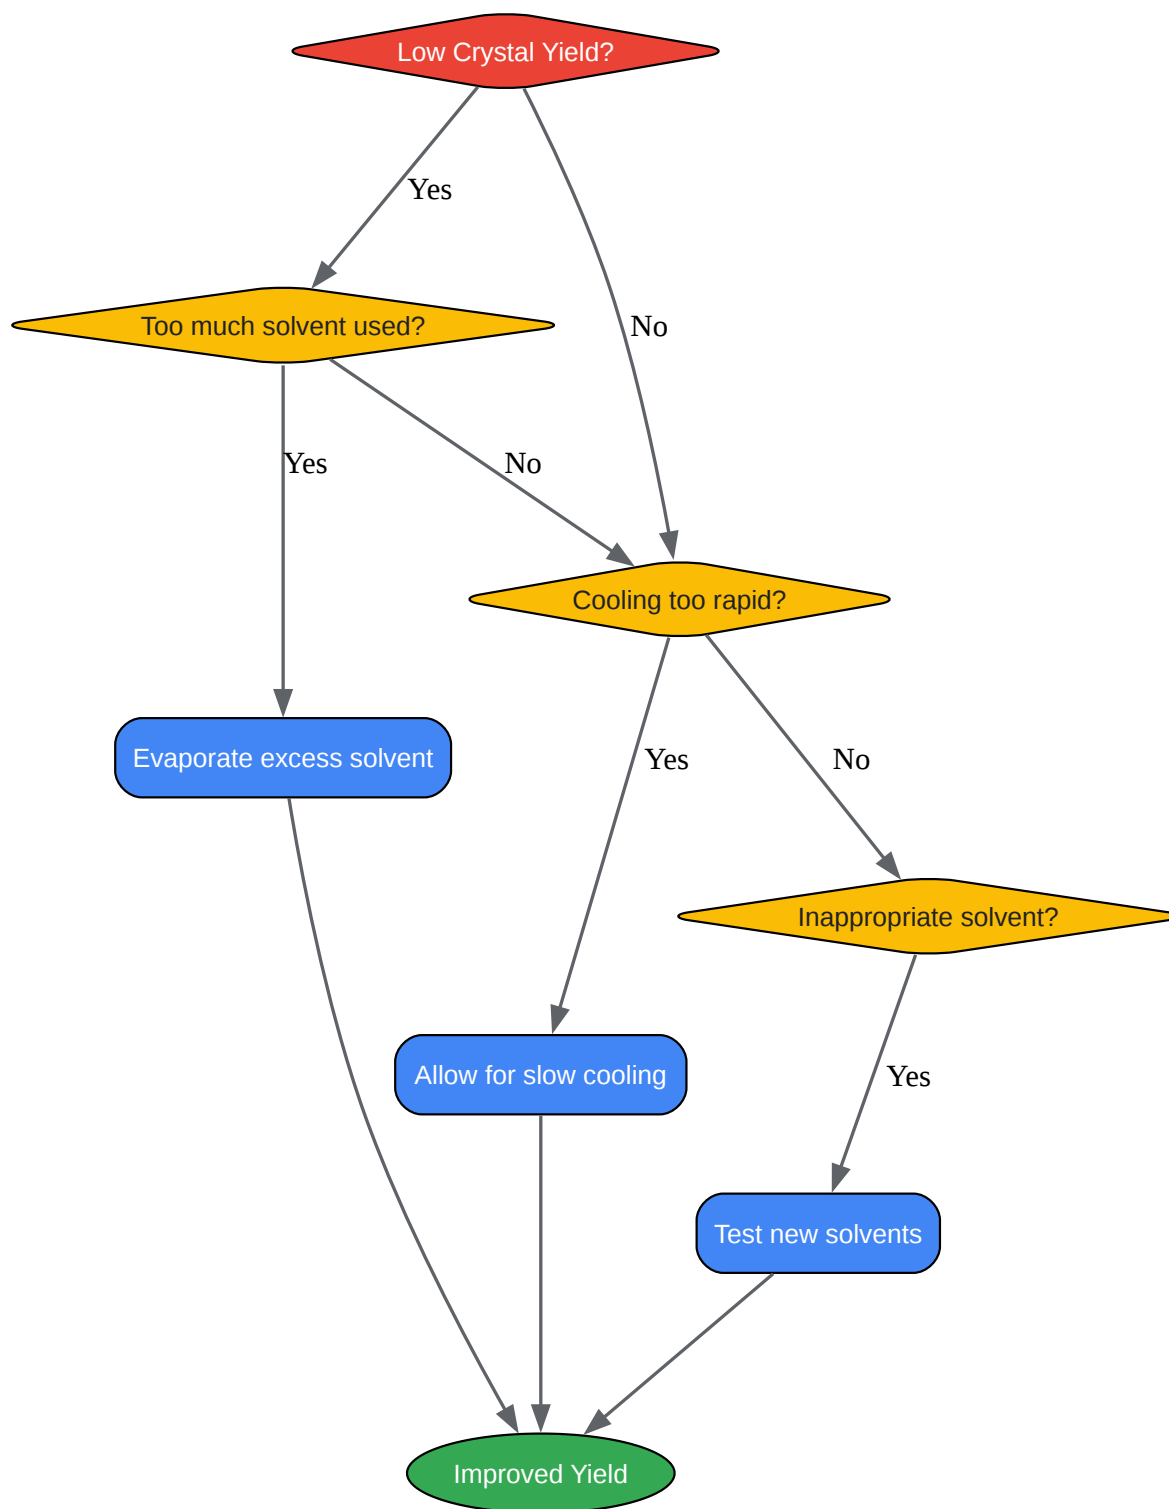 Low Crystal Yield?
Yes
No
Too much solvent used?
Yes
No
Cooling too rapid?
Evaporate excess solvent
Yes
No
Inappropriate solvent?
Allow for slow cooling
Yes
Test new solvents
Improved Yield